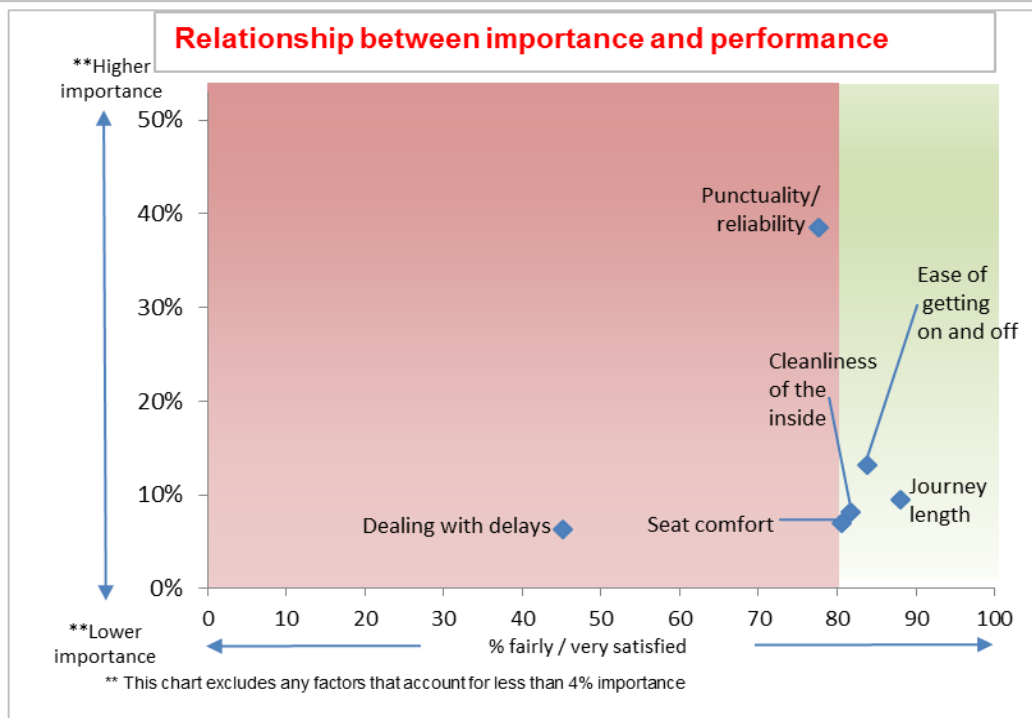 Relationship between importance and performance
**Higher
importance
50%
40%
30%
20%
10%
0%
Punctuality/
reliability
Ease of
getting
on and off
Cleanliness
of the
inside
Journey
length
Seat comfort
Dealing with delays
0 10 20 30 40 50 60 70 80 90 100
**Lower
importance
% fairly / very satisfied
** This chart excludes any factors that account for less than 4% importance